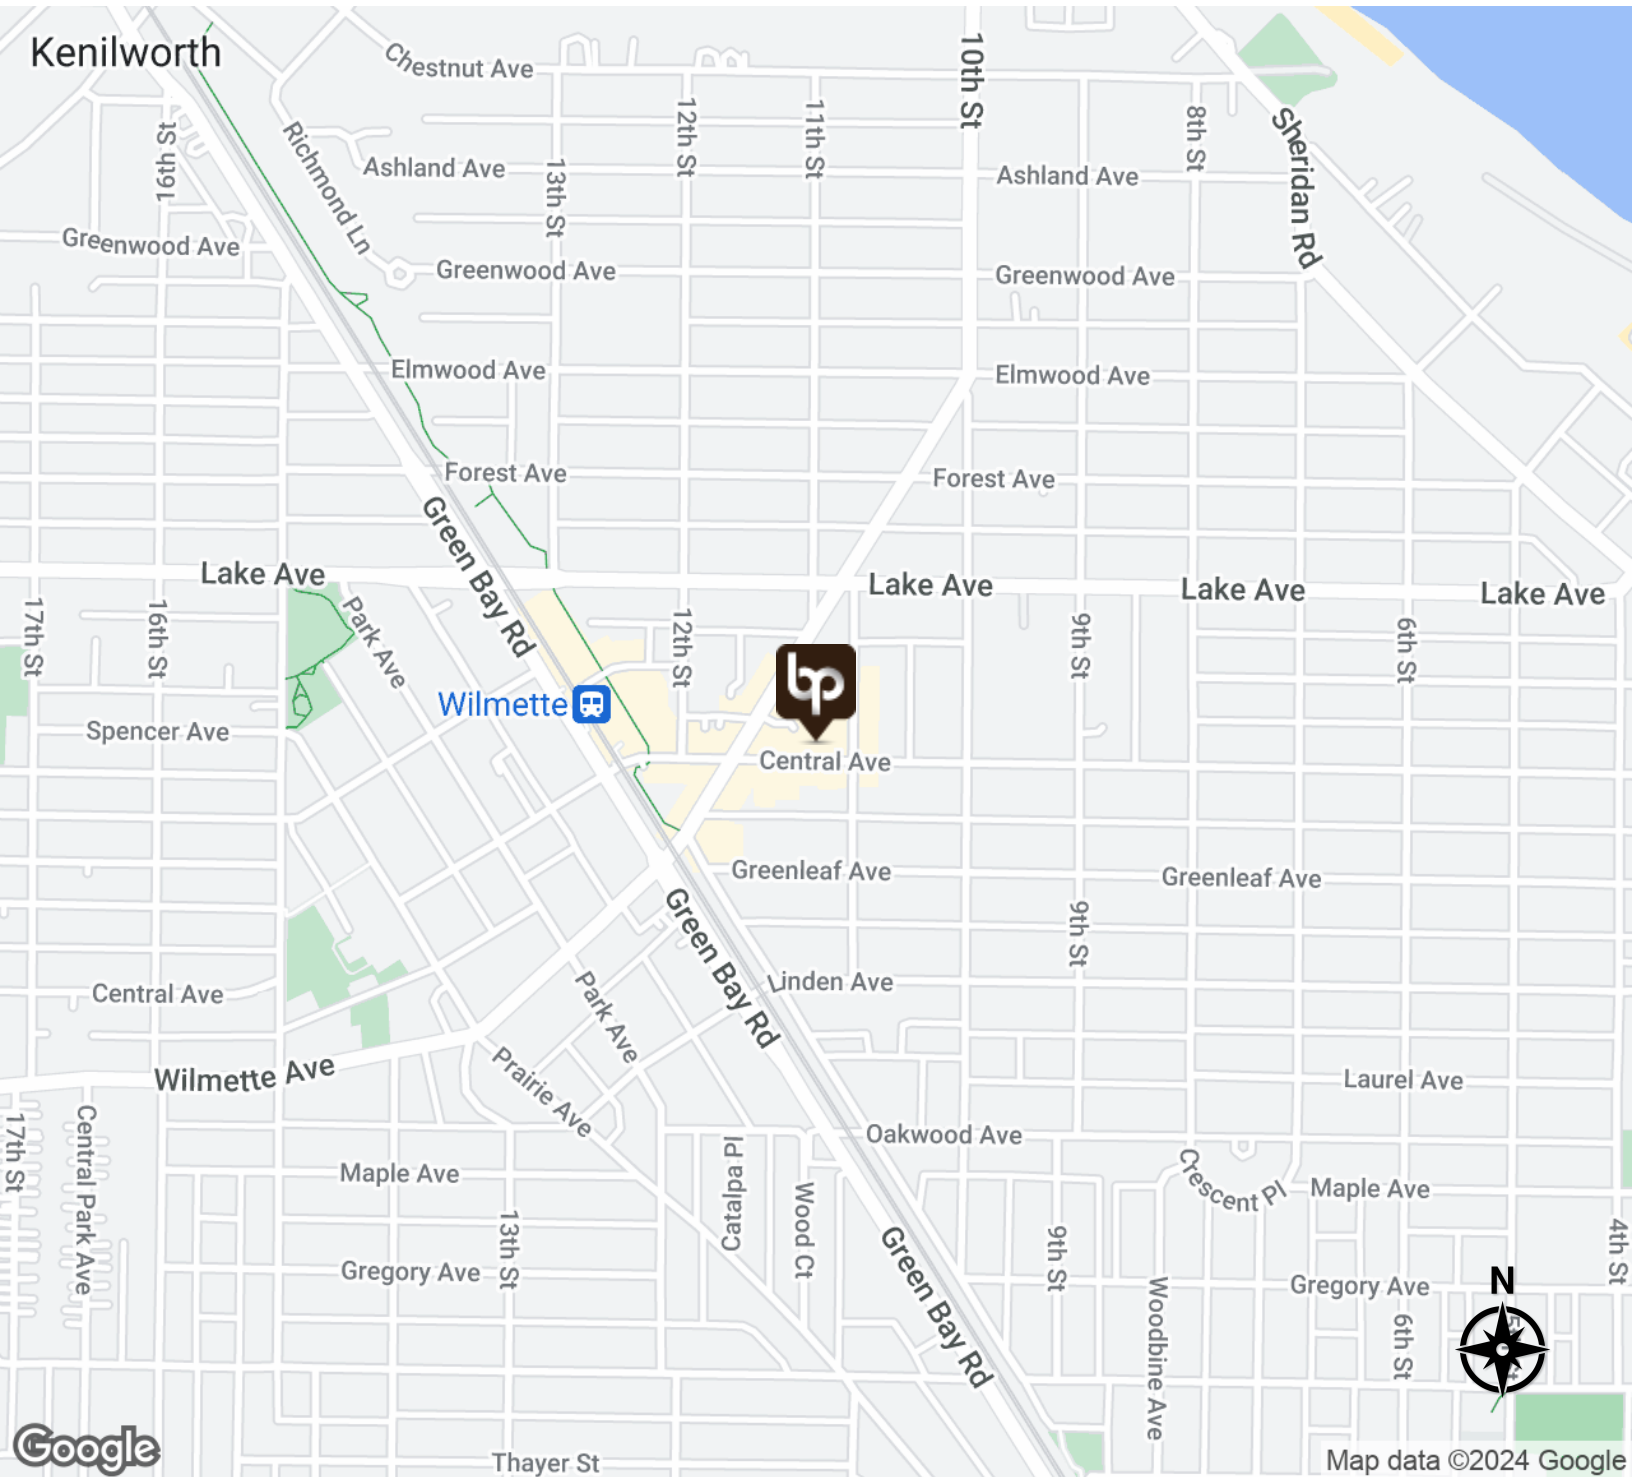 Kenilworth
Chestnut Ave
10th St
Sheridan Rd
16th St
Richmond Ln
12th St
11th St
8th St
Ashland Ave
13th St
Ashland Ave
Greenwood Ave
Greenwood Ave
Greenwood Ave
Elmwood Ave
Elmwood Ave
Forest Ave
Forest Ave
Green Bay Rd
Lake Ave
Lake Ave
Lake Ave
Lake Ave
17th St
16th St
Park Ave
12th St
9th St
6th St
bp
Wilmette
Spencer Ave
Central Ave
Greenleaf Ave
Greenleaf Ave
Green Bay Rd
9th St
Central Ave
Park Ave
Linden Ave
Wilmette Ave
Prairie Ave
Laurel Ave
17th St
Central Park Ave
Oakwood Ave
Maple Ave
Catalpa Pl
Wood Ct
Crescent Pl
Maple Ave
13th St
Gregory Ave
Green Bay Rd
9th St
Woodbine Ave
Gregory Ave
4th St
N
6th St
Thayer St
Google
Map data ©2024 Google